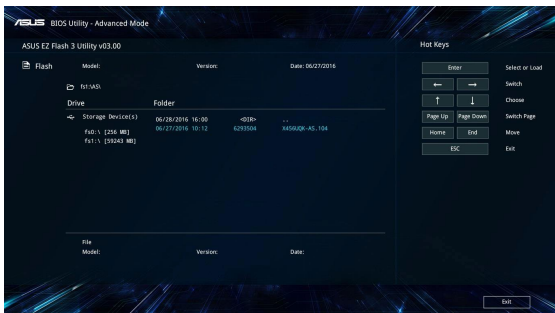 ASUS BIOS Utility - Advanced Mode
ASUS EZ Flash 3 Utility v03.00
Hot Keys
Flash
Model: Version: Date: 06/27/2016
fs1:\AS\
Drive Folder
Storage Device(s)
fs0:\ [256 MB]
fs1:\ [59243 MB]
06/28/2016 16:00 <DIR> ..
06/27/2016 10:12 6293504 X456UQK-AS.104
File
Model: Version: Date:
Enter Select or Load
← → Switch
↑ ↓ Choose
Page Up Page Down Switch Page
Home End Move
ESC Exit
Exit